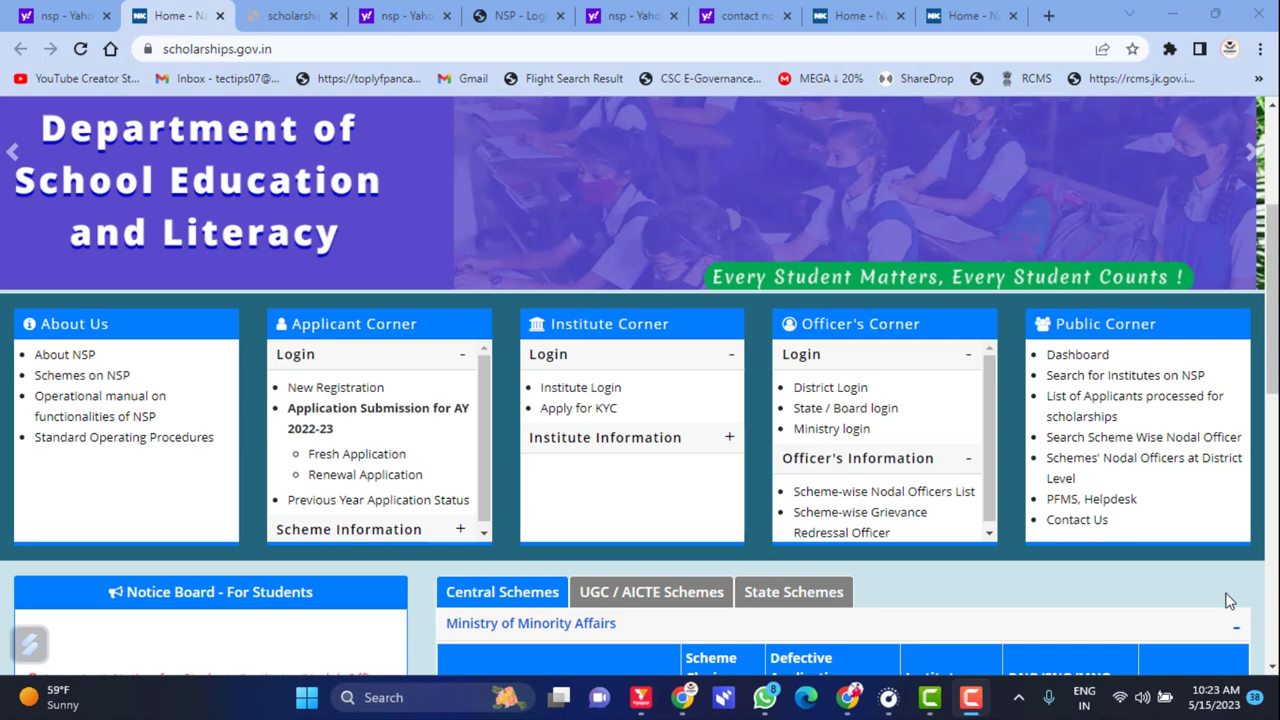 nsp - Yaho
Home - Ne
scholarship
nsp - Yaho
NSP - Log
nsp - Yaho
contact no
Home - Ne
Home - Ne
scholarships.gov.in
YouTube Creator St...
Inbox - tectips07@...
https://toplyfpanca...
Gmail
Flight Search Result
CSC E-Governance...
MEGA ↓ 20%
ShareDrop
RCMS
https://rcms.jk.gov.i...
»
Department of
School Education
and Literacy
Every Student Matters, Every Student Counts !
About Us
About NSP
Schemes on NSP
Operational manual on
functionalities of NSP
Standard Operating Procedures
Applicant Corner
Login -
New Registration
Application Submission for AY
2022-23
Fresh Application
Renewal Application
Previous Year Application Status
Scheme Information +
Institute Corner
Login -
Institute Login
Apply for KYC
Institute Information +
Officer's Corner
Login -
District Login
State / Board login
Ministry login
Officer's Information -
Scheme-wise Nodal Officers List
Scheme-wise Grievance
Redressal Officer
Public Corner
Dashboard
Search for Institutes on NSP
List of Applicants processed for
scholarships
Search Scheme Wise Nodal Officer
Schemes' Nodal Officers at District
Level
PFMS, Helpdesk
Contact Us
Notice Board - For Students
Central Schemes
UGC / AICTE Schemes
State Schemes
Ministry of Minority Affairs -
Scheme
Defective
59°F
Sunny
Search
8
ENG
IN
10:23 AM
5/15/2023
38